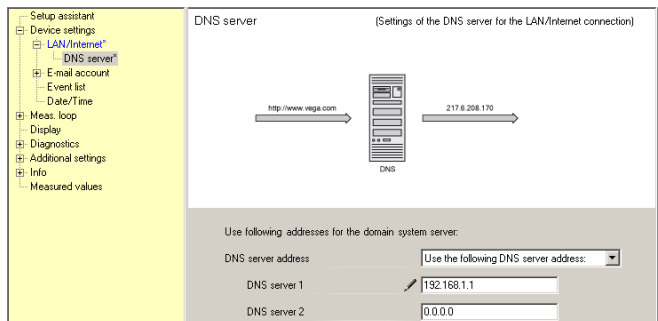 Setup assistant
Device settings
LAN/Internet*
DNS server*
E-mail account
Event list
Date/Time
Meas. loop
Display
Diagnostics
Additional settings
Info
Measured values
DNS server
(Settings of the DNS server for the LAN/Internet connection)
http://www.vega.com
217.6.208.170
DNS
Use following addresses for the domain system server:
DNS server address
Use the following DNS server address:
DNS server 1
192.168.1.1
DNS server 2
0.0.0.0